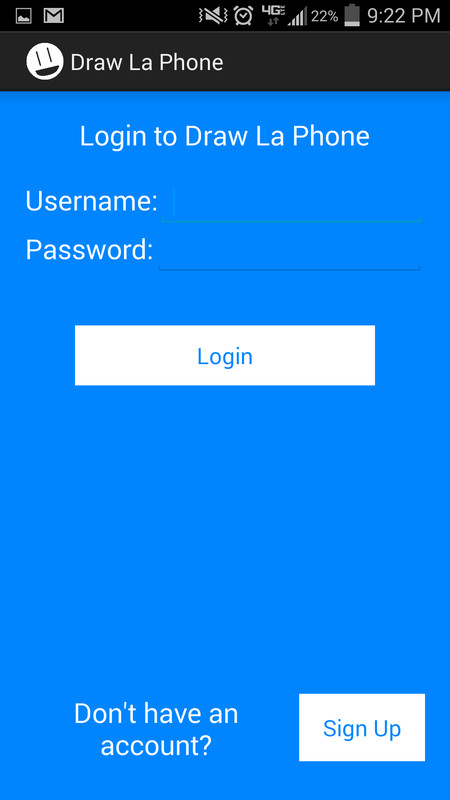 4G LTE 22% 9:22 PM
Draw La Phone
Login to Draw La Phone
Username:
Password:
Login
Don't have an
account?
Sign Up